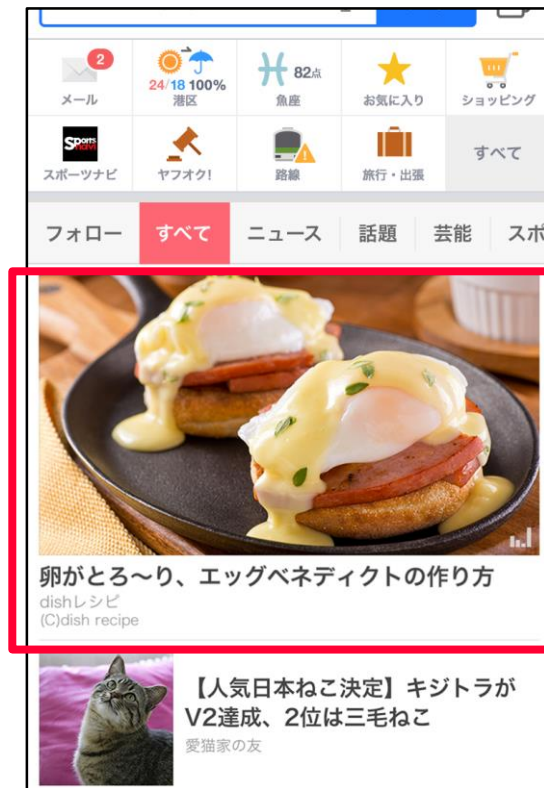 2
24/18 100%
82点
メール
港区
魚座
お気に入り
ショッピング
Sports
navi
すべて
スポーツナビ
ヤフオク!
路線
旅行・出張
フォロー
すべて
ニュース
話題
芸能
スポ
卵がとろ〜り、エッグベネディクトの作り方
dishレシピ
(C)dish recipe
【人気日本ねこ決定】キジトラが
V2達成、2位は三毛ねこ
愛猫家の友